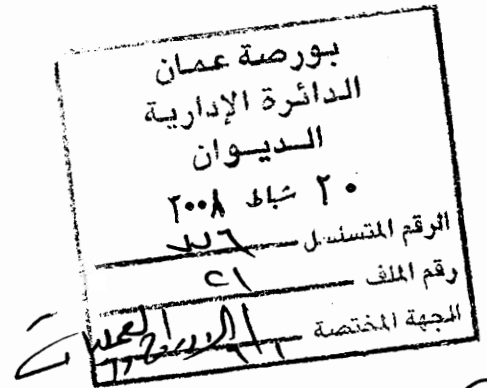 بورصة عمان
الدائرة الإدارية
الديوان
٢٠ شباط ٢٠٠٨
الرقم المتسلسل
رقم الملف
الجهة المختصة